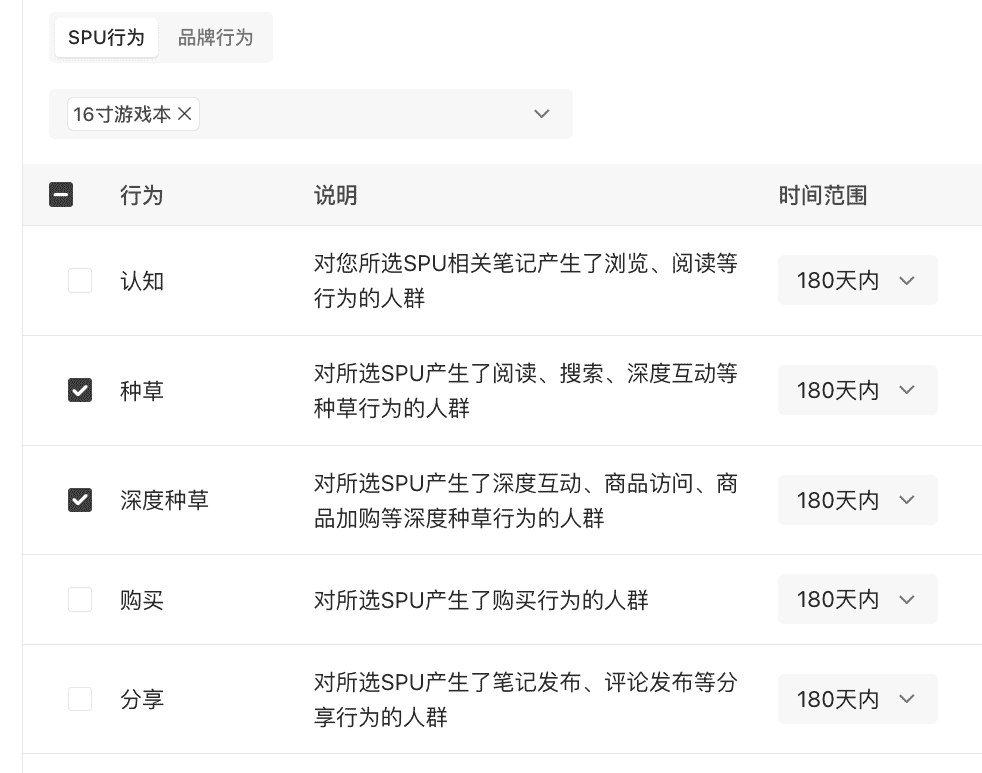 SPU行为 品牌行为
16寸游戏本
行为 说明 时间范围
认知
对您所选SPU相关笔记产生了浏览、阅读等
行为的人群
180天内
种草
对所选SPU产生了阅读、搜索、深度互动等
种草行为的人群
180天内
深度种草
对所选SPU产生了深度互动、商品访问、商
品加购等深度种草行为的人群
180天内
购买
对所选SPU产生了购买行为的人群
180天内
分享
对所选SPU产生了笔记发布、评论发布等分
享行为的人群
180天内